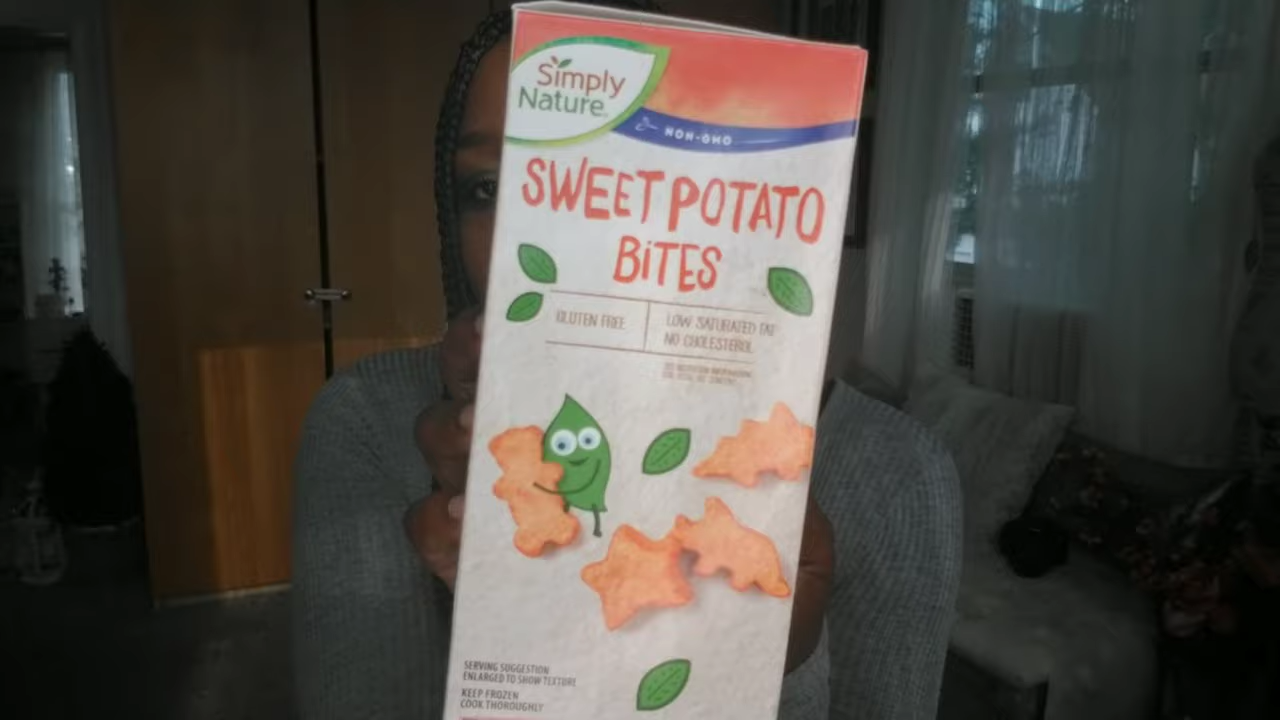 Simply
Nature
NON-GMO
SWEET POTATO
BiTES
GLUTEN FREE
LOW SATURATED FAT
NO CHOLESTEROL
SERVING SUGGESTION
ENLARGED TO SHOW TEXTURE
KEEP FROZEN
COOK THOROUGHLY